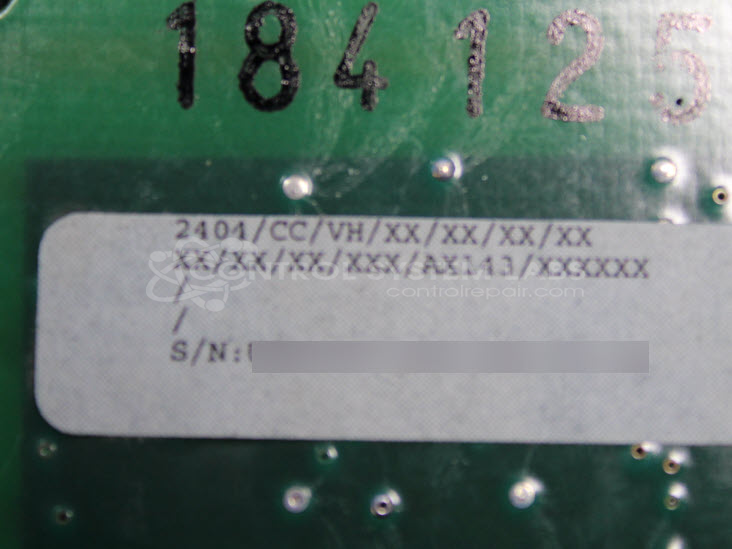 184125
2404/CC/VH/XX/XX/XX/XX
XX/XX/XX/XXX/AX143/XXXXXX
/
/
S/N:
controlrepair.com